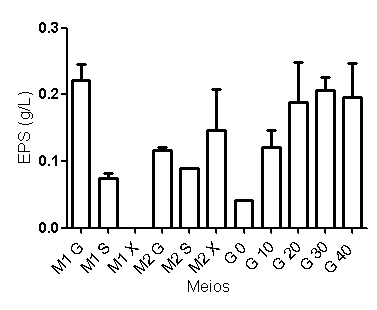 0.3
0.2
0.1
0.0
EPS (g/L)
M1 G
M1 S
M1 X
M2 G
M2 S
M2 X
G 0
G 10
G 20
G 30
G 40
Meios